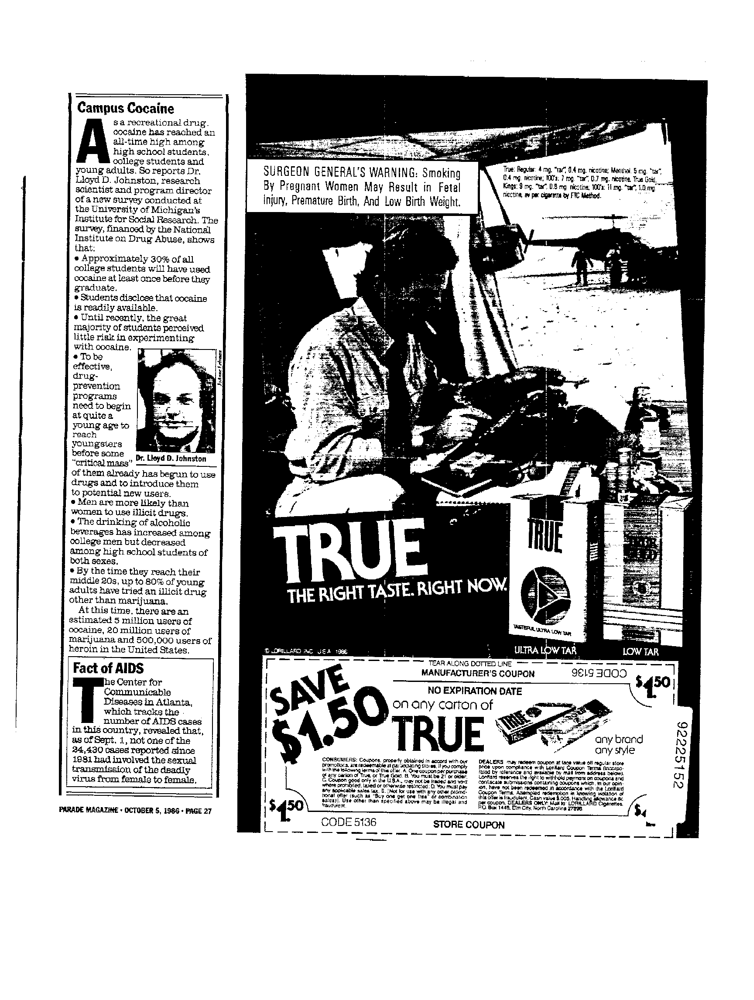 Campus Cocaine
As a recreational drug,
cocaine has reached an
all-time high among
high school students,
college students and
young adults. So reports Dr.
Lloyd D. Johnston, research
scientist and program director
of a new survey conducted at
the University of Michigan's
Institute for Social Research. The
survey, financed by the National
Institute on Drug Abuse, shows
that:
• Approximately 30% of all
college students will have used
cocaine at least once before they
graduate.
• Students disclose that cocaine
is readily available.
• Until recently, the great
majority of students perceived
little risk in experimenting
with cocaine.
• To be
effective,
drug-
prevention
programs
need to begin
at quite a
young age to
reach
youngsters
before some
"critical mass"
Dr. Lloyd D. Johnston
of them already has begun to use
drugs and to introduce them
to potential new users.
• Men are more likely than
women to use illicit drugs.
• The drinking of alcoholic
beverages has increased among
college men but decreased
among high school students of
both sexes.
• By the time they reach their
middle 20s, up to 80% of young
adults have tried an illicit drug
other than marijuana.
At this time, there are an
estimated 5 million users of
cocaine, 20 million users of
marijuana and 500,000 users of
heroin in the United States.
Fact of AIDS
The Center for
Communicable
Diseases in Atlanta,
which tracks the
number of AIDS cases
in this country, revealed that,
as of Sept. 1, not one of the
24,430 cases reported since
1981 had involved the sexual
transmission of the deadly
virus from female to female.
PARADE MAGAZINE • OCTOBER 5, 1986 • PAGE 27
SURGEON GENERAL'S WARNING: Smoking
By Pregnant Women May Result in Fetal
Injury, Premature Birth, And Low Birth Weight.
True: Regular: 4 mg. "tar", 0.4 mg. nicotine; Menthol: 5 mg. "tar",
0.4 mg. nicotine; 100's: 7 mg. "tar", 0.7 mg. nicotine, True Gold,
Kings: 9 mg. "tar", 0.8 mg. nicotine, 100's: 11 mg. "tar", 1.0 mg.
nicotine, av per cigarette by FTC Method.
TRUE
THE RIGHT TASTE. RIGHT NOW.
TRUE
TASTEFUL ULTRA LOW TAR
ULTRA LOW TAR
LOW TAR
© LORILLARD INC. U.S.A. 1986
TEAR ALONG DOTTED LINE
MANUFACTURER'S COUPON
CODE 5136
NO EXPIRATION DATE
$1.50
SAVE
$1.50
on any carton of
TRUE
any brand
any style
$1.50
CODE 5136
STORE COUPON
92225152